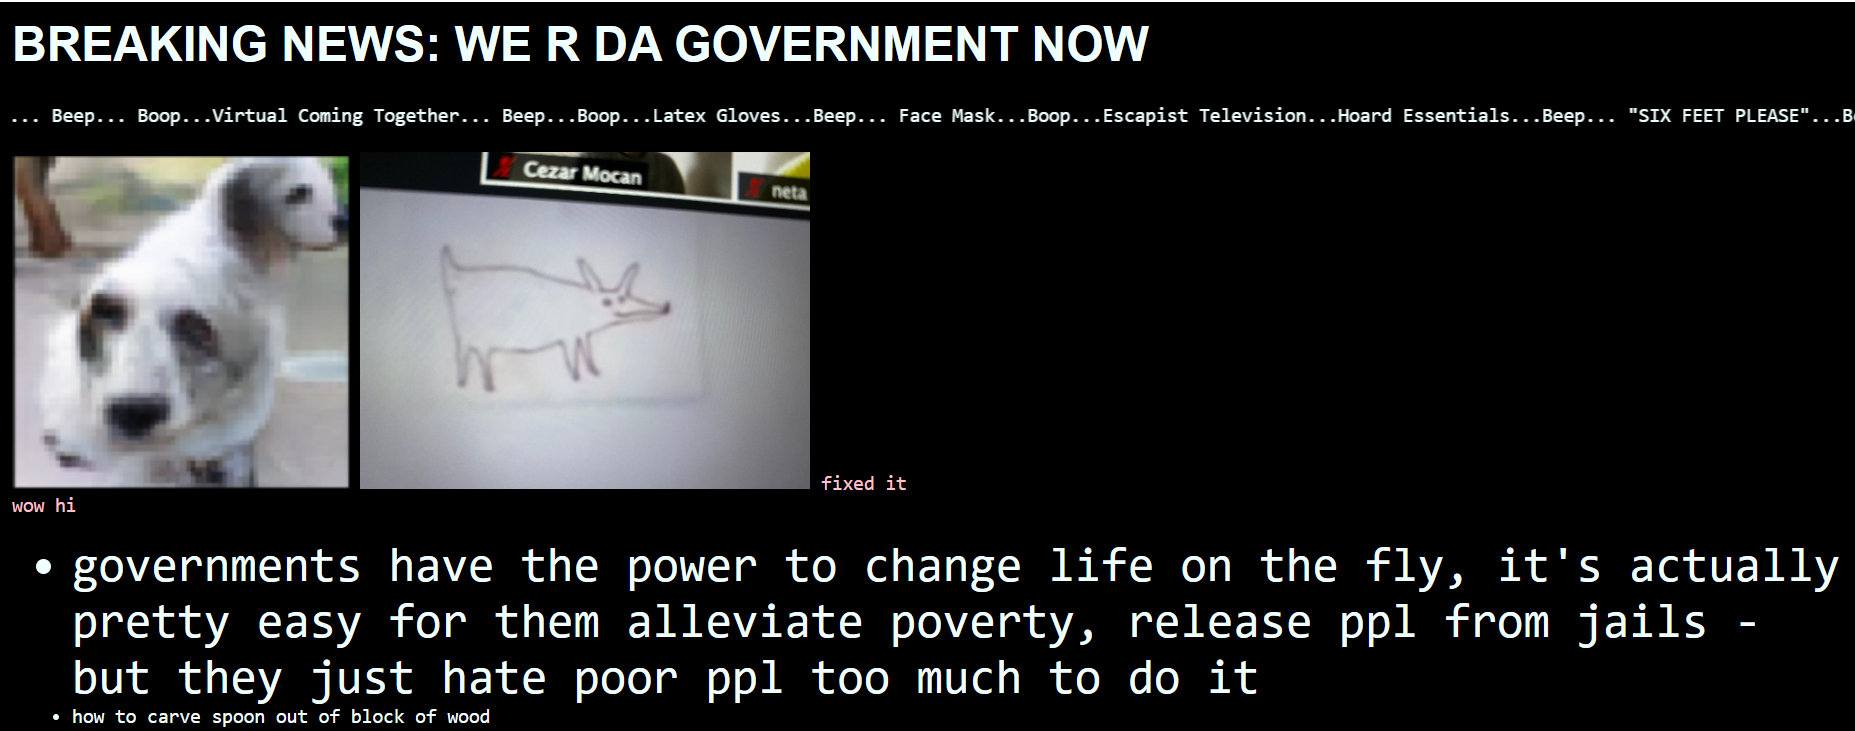 BREAKING NEWS: WE R DA GOVERNMENT NOW
... Beep... Boop...Virtual Coming Together... Beep...Boop...Latex Gloves...Beep... Face Mask...Boop...Escapist Television...Hoard Essentials...Beep... "SIX FEET PLEASE"...
Cezar Mocan
neta
fixed it
wow hi
• governments have the power to change life on the fly, it's actually
pretty easy for them alleviate poverty, release ppl from jails -
but they just hate poor ppl too much to do it
• how to carve spoon out of block of wood